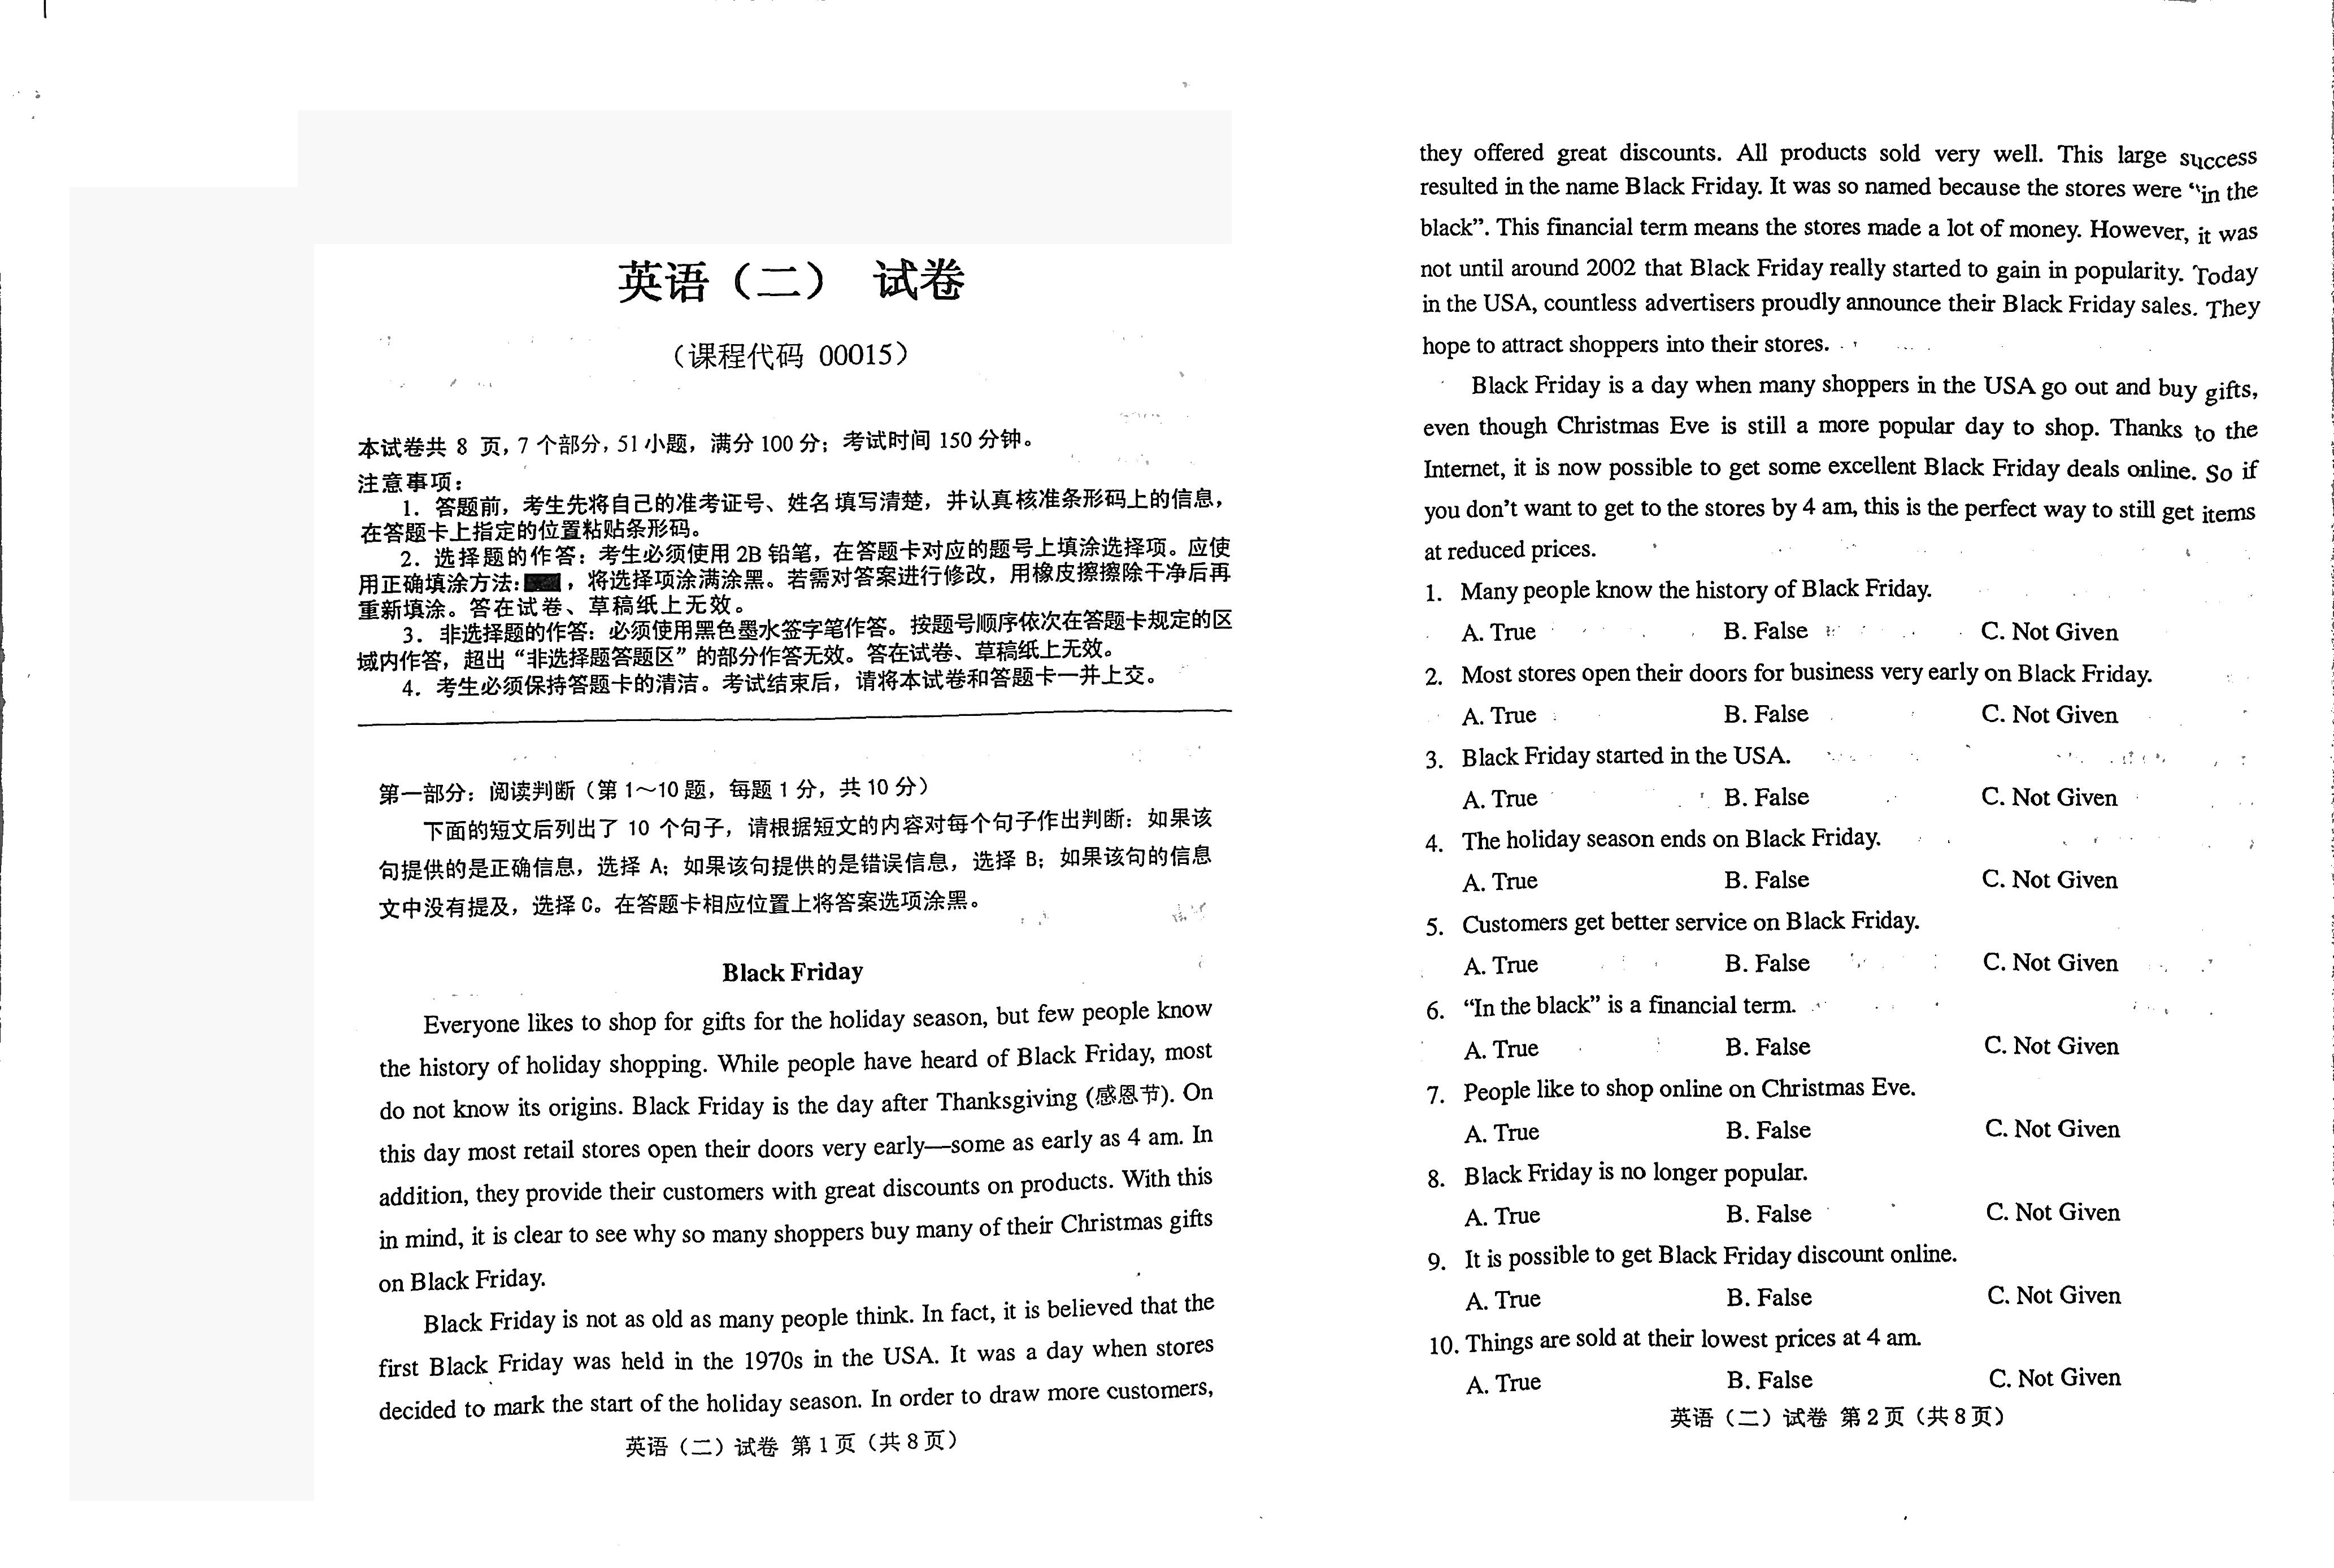 英语（二） 试卷
（课程代码 00015）
本试卷共 8 页，7 个部分，51 小题，满分 100 分；考试时间 150 分钟。
注意事项：
1. 答题前，考生先将自己的准考证号、姓名填写清楚，并认真核准条形码上的信息，
在答题卡上指定的位置粘贴条形码。
2. 选择题的作答：考生必须使用 2B 铅笔，在答题卡对应的题号上填涂选择项。应使
用正确填涂方法：，将选择项涂满涂黑。若需对答案进行修改，用橡皮擦擦除干净后再
重新填涂。答在试卷、草稿纸上无效。
3. 非选择题的作答：必须使用黑色墨水签字笔作答。按题号顺序依次在答题卡规定的区
域内作答，超出“非选择题答题区”的部分作答无效。答在试卷、草稿纸上无效。
4. 考生必须保持答题卡的清洁。考试结束后，请将本试卷和答题卡一并上交。
第一部分：阅读判断（第 1～10 题，每题 1 分，共 10 分）
下面的短文后列出了 10 个句子，请根据短文的内容对每个句子作出判断：如果该
句提供的是正确信息，选择 A；如果该句提供的是错误信息，选择 B；如果该句的信息
文中没有提及，选择 C。在答题卡相应位置上将答案选项涂黑。
Black Friday
Everyone likes to shop for gifts for the holiday season, but few people know
the history of holiday shopping. While people have heard of Black Friday, most
do not know its origins. Black Friday is the day after Thanksgiving (感恩节). On
this day most retail stores open their doors very early—some as early as 4 am. In
addition, they provide their customers with great discounts on products. With this
in mind, it is clear to see why so many shoppers buy many of their Christmas gifts
on Black Friday.
Black Friday is not as old as many people think. In fact, it is believed that the
first Black Friday was held in the 1970s in the USA. It was a day when stores
decided to mark the start of the holiday season. In order to draw more customers,
英语（二）试卷 第 1 页（共 8 页）
they offered great discounts. All products sold very well. This large success
resulted in the name Black Friday. It was so named because the stores were “in the
black”. This financial term means the stores made a lot of money. However, it was
not until around 2002 that Black Friday really started to gain in popularity. Today
in the USA, countless advertisers proudly announce their Black Friday sales. They
hope to attract shoppers into their stores.
Black Friday is a day when many shoppers in the USA go out and buy gifts,
even though Christmas Eve is still a more popular day to shop. Thanks to the
Internet, it is now possible to get some excellent Black Friday deals online. So if
you don’t want to get to the stores by 4 am, this is the perfect way to still get items
at reduced prices.
1. Many people know the history of Black Friday.
A. True B. False C. Not Given
2. Most stores open their doors for business very early on Black Friday.
A. True B. False C. Not Given
3. Black Friday started in the USA.
A. True B. False C. Not Given
4. The holiday season ends on Black Friday.
A. True B. False C. Not Given
5. Customers get better service on Black Friday.
A. True B. False C. Not Given
6. “In the black” is a financial term.
A. True B. False C. Not Given
7. People like to shop online on Christmas Eve.
A. True B. False C. Not Given
8. Black Friday is no longer popular.
A. True B. False C. Not Given
9. It is possible to get Black Friday discount online.
A. True B. False C. Not Given
10. Things are sold at their lowest prices at 4 am.
A. True B. False C. Not Given
英语（二）试卷 第 2 页（共 8 页）